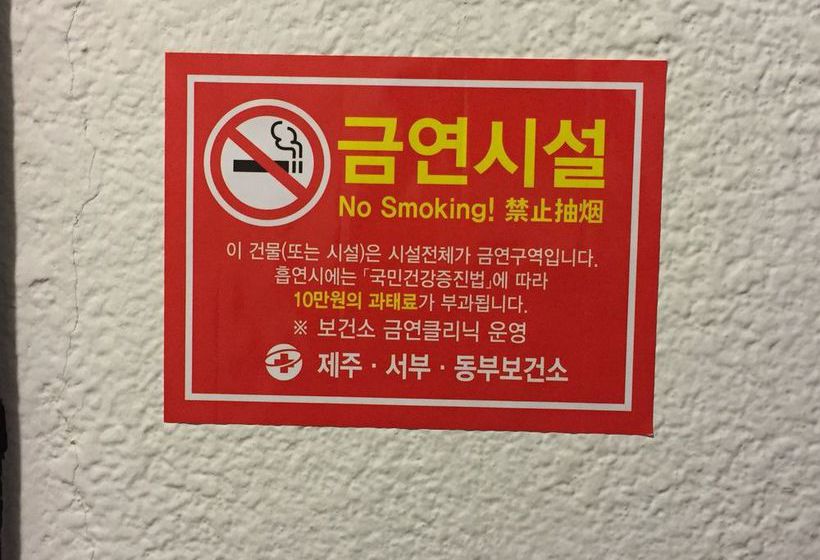 금연시설
No Smoking! 禁止抽烟
이 건물(또는 시설)은 시설전체가 금연구역입니다.
흡연시에는 「국민건강증진법」에 따라
10만원의 과태료가 부과됩니다.
※ 보건소 금연클리닉 운영
제주 · 서부 · 동부보건소